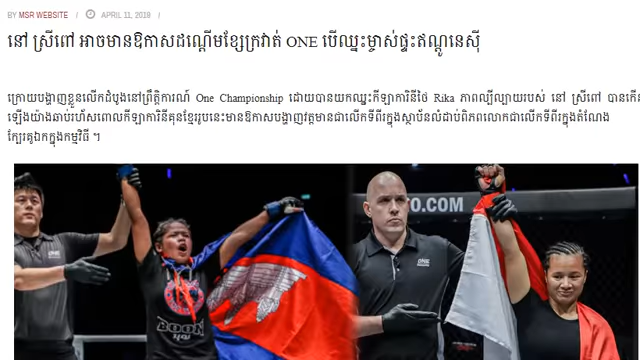 BY MSR WEBSITE / APRIL 11, 2019 /
នៅ ស្រីពៅ អាចមានឱកាសដណ្ដើមខ្សែក្រវាត់ ONE បើឈ្នះម្ចាស់ផ្ទះឥណ្ឌូនេស៊ី
ក្រោយបង្ហាញខ្លួនលើកដំបូងនៅព្រឹត្តិការណ៍ One Championship ដោយបានយកឈ្នះកីឡាការិនីថៃ Rika ភាពល្បីល្បាយរបស់ នៅ ស្រីពៅ បានកើន
ឡើងយ៉ាងឆាប់រហ័សពោលកីឡាការិនីគុនខ្មែររូបនេះមានឱកាសបង្ហាញវត្តមានជាលើកទីពីរក្នុងស្ថាប័នលំដាប់ពិភពលោកជាលើកទីពីរក្នុងតំណែង
ក្បែរគូឯកក្នុងកម្មវិធី ។
O.COM
ONE
BOON